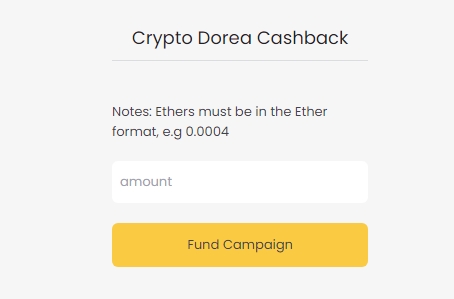 Crypto Dorea Cashback
Notes: Ethers must be in the Ether
format, e.g 0.0004
amount
Fund Campaign